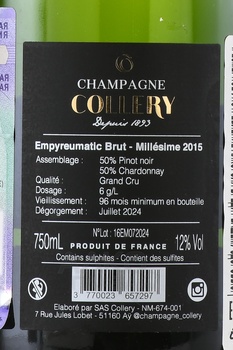 CHAMPAGNE
COLLERY
Depuis 1893
Empyreumatic Brut - Millésime 2015
Assemblage : 50% Pinot noir
50% Chardonnay
Qualité : Grand Cru
Dosage : 6 g/L
Vieillissement : 96 mois minimum en bouteille
Dégorgement : Juillet 2024
N°Lot : 16EM072024
750mL PRODUIT DE FRANCE 12% Vol
Contains sulphites - Contient des sulfites
3 770023 657297
Elaboré par SAS Collery - NM-674-001
7 Rue Jules Lobet - 51160 AŸ @champagne_collery